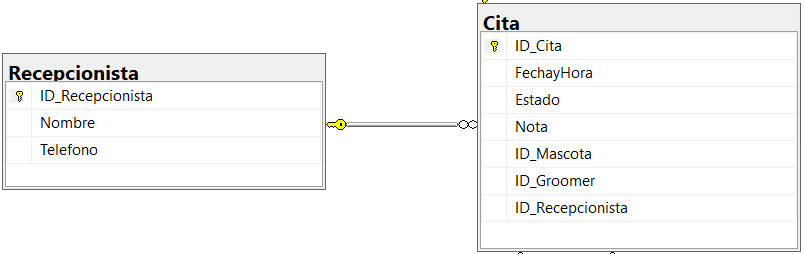 Recepcionista
ID_Recepcionista
Nombre
Telefono
Cita
ID_Cita
FechayHora
Estado
Nota
ID_Mascota
ID_Groomer
ID_Recepcionista